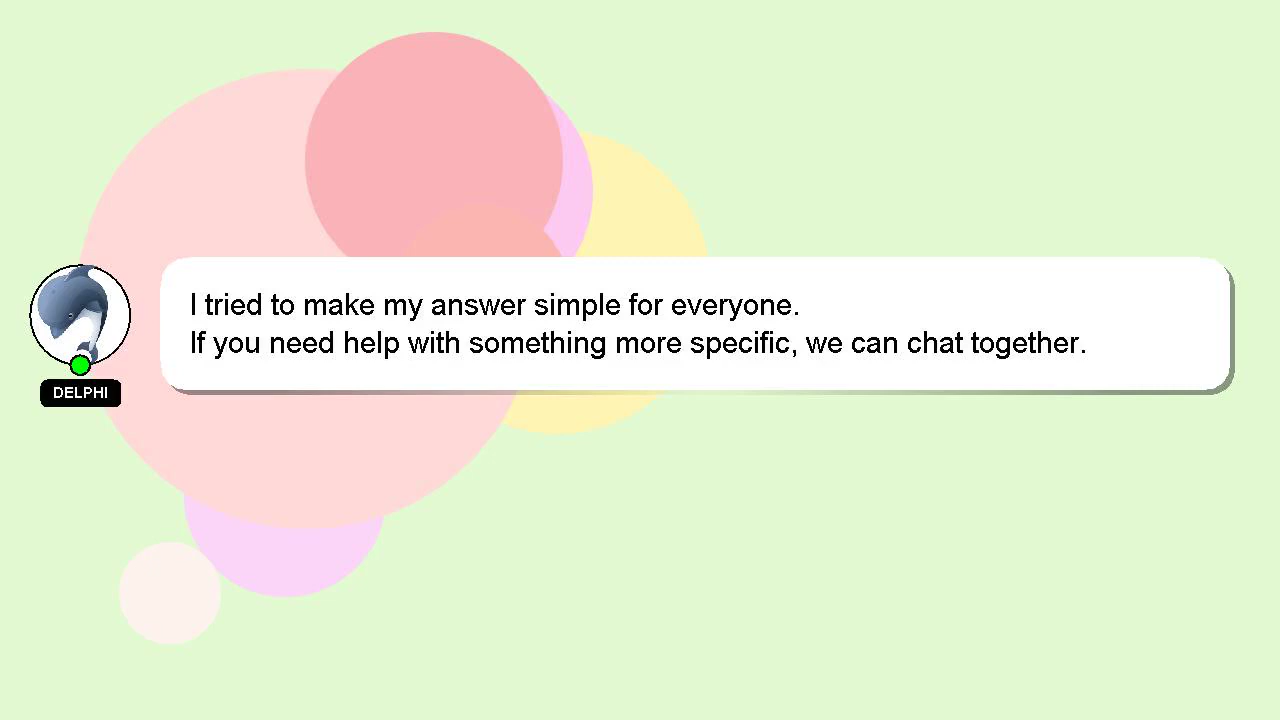 I tried to make my answer simple for everyone.
If you need help with something more specific, we can chat together.
DELPHI